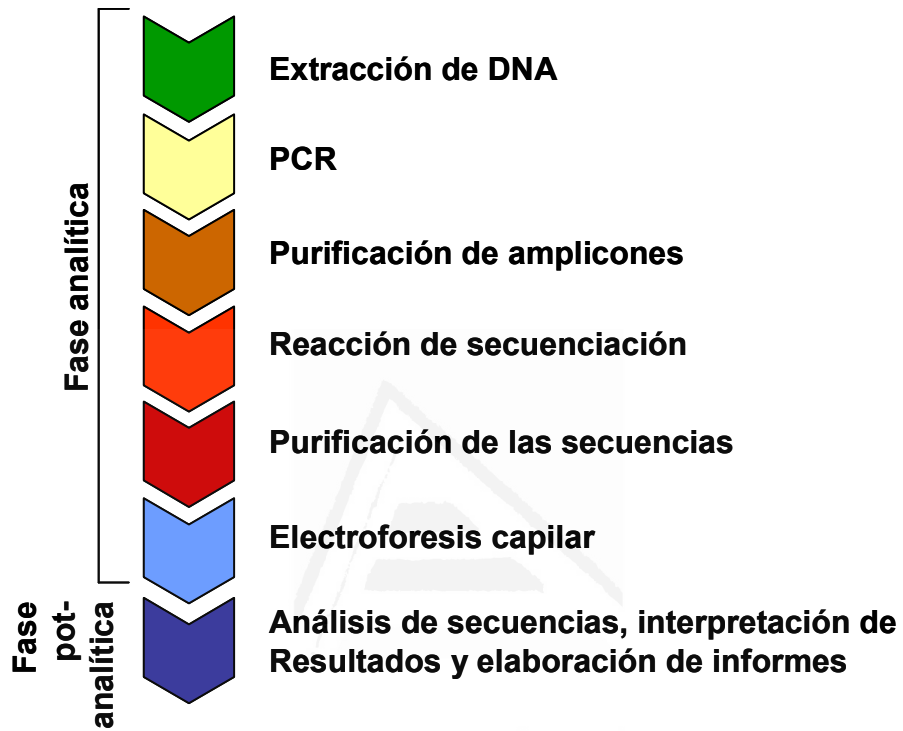 Fase analítica
Extracción de DNA
PCR
Purificación de amplicones
Reacción de secuenciación
Purificación de las secuencias
Electroforesis capilar
Fase
pot-
analítica
Análisis de secuencias, interpretación de
Resultados y elaboración de informes